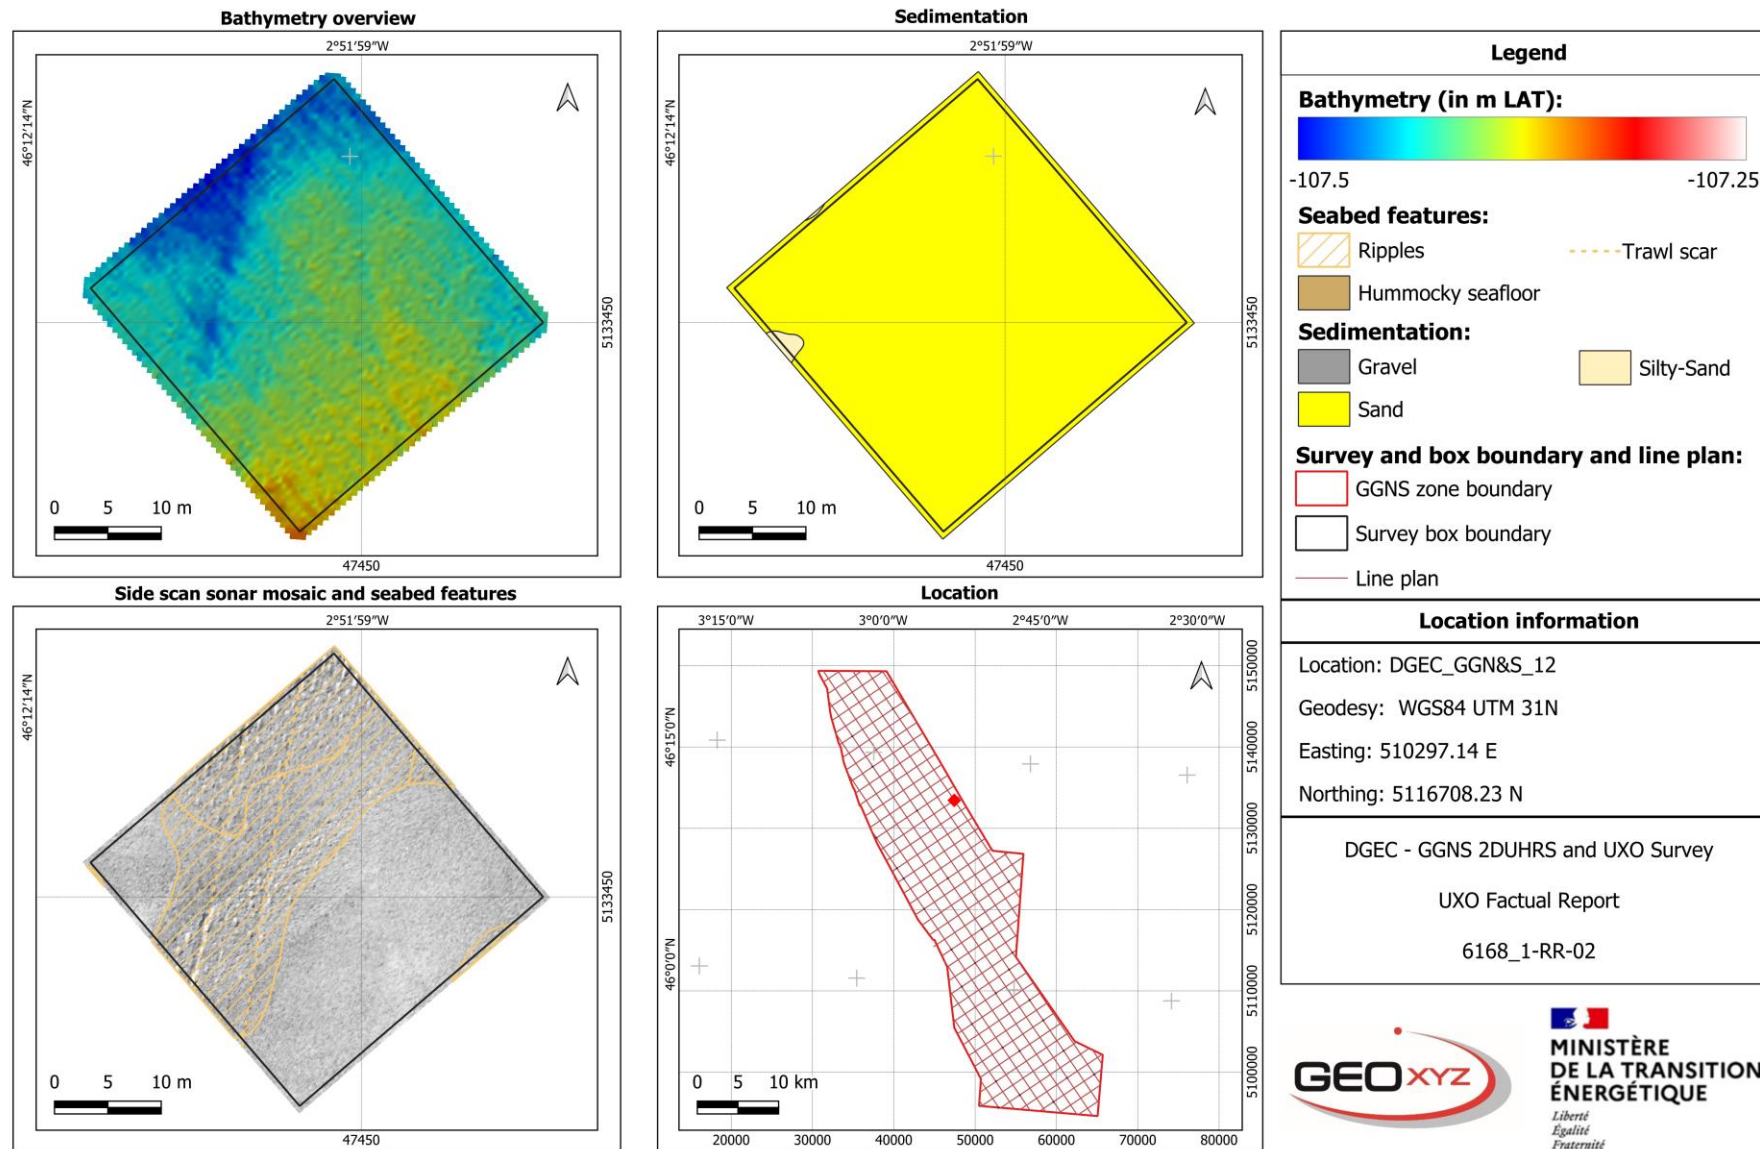 Bathymetry overview
2°51'59"W
46°12'14"N
5133450
0 5 10 m
47450
Sedimentation
2°51'59"W
46°12'14"N
5133450
0 5 10 m
47450
Side scan sonar mosaic and seabed features
2°51'59"W
46°12'14"N
5133450
0 5 10 m
47450
Location
3°15'0"W 3°0'0"W 2°45'0"W 2°30'0"W
46°15'0"N
46°0'0"N
5150000
5140000
5130000
5120000
5110000
5100000
0 5 10 km
20000 30000 40000 50000 60000 70000 80000
Legend
Bathymetry (in m LAT):
-107.5 -107.25
Seabed features:
Ripples Trawl scar
Hummocky seafloor
Sedimentation:
Gravel Silty-Sand
Sand
Survey and box boundary and line plan:
GGNS zone boundary
Survey box boundary
Line plan
Location information
Location: DGEC_GGN&S_12
Geodesy: WGS84 UTM 31N
Easting: 510297.14 E
Northing: 5116708.23 N
DGEC - GGNS 2DUHRS and UXO Survey
UXO Factual Report
6168_1-RR-02
GEOXYZ
MINISTÈRE
DE LA TRANSITION
ÉNERGÉTIQUE
Liberté
Égalité
Fraternité